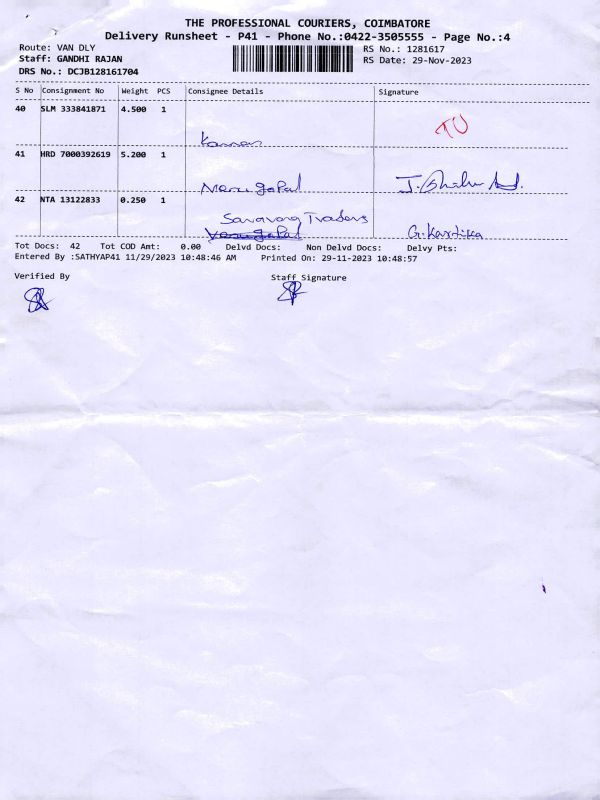 THE PROFESSIONAL COURIERS, COIMBATORE
Delivery Runsheet - P41 - Phone No.:0422-3505555 - Page No.:4
Route: VAN DLY RS No.: 1281617
Staff: GANDHI RAJAN RS Date: 29-Nov-2023
DRS No.: DCJB128161704
S No Consignment No Weight PCS Consignee Details Signature
40 SLM 333841871 4.500 1
Kannan TU
41 HRD 7000392619 5.200 1
Venu gopal
42 NTA 13122833 0.250 1
Saravana Traders
G. Kartika
Tot Docs: 42 Tot COD Amt: 0.00 Delvd Docs: Non Delvd Docs: Delvy Pts:
Entered By :SATHYAP41 11/29/2023 10:48:46 AM Printed On: 29-11-2023 10:48:57
Verified By Staff Signature